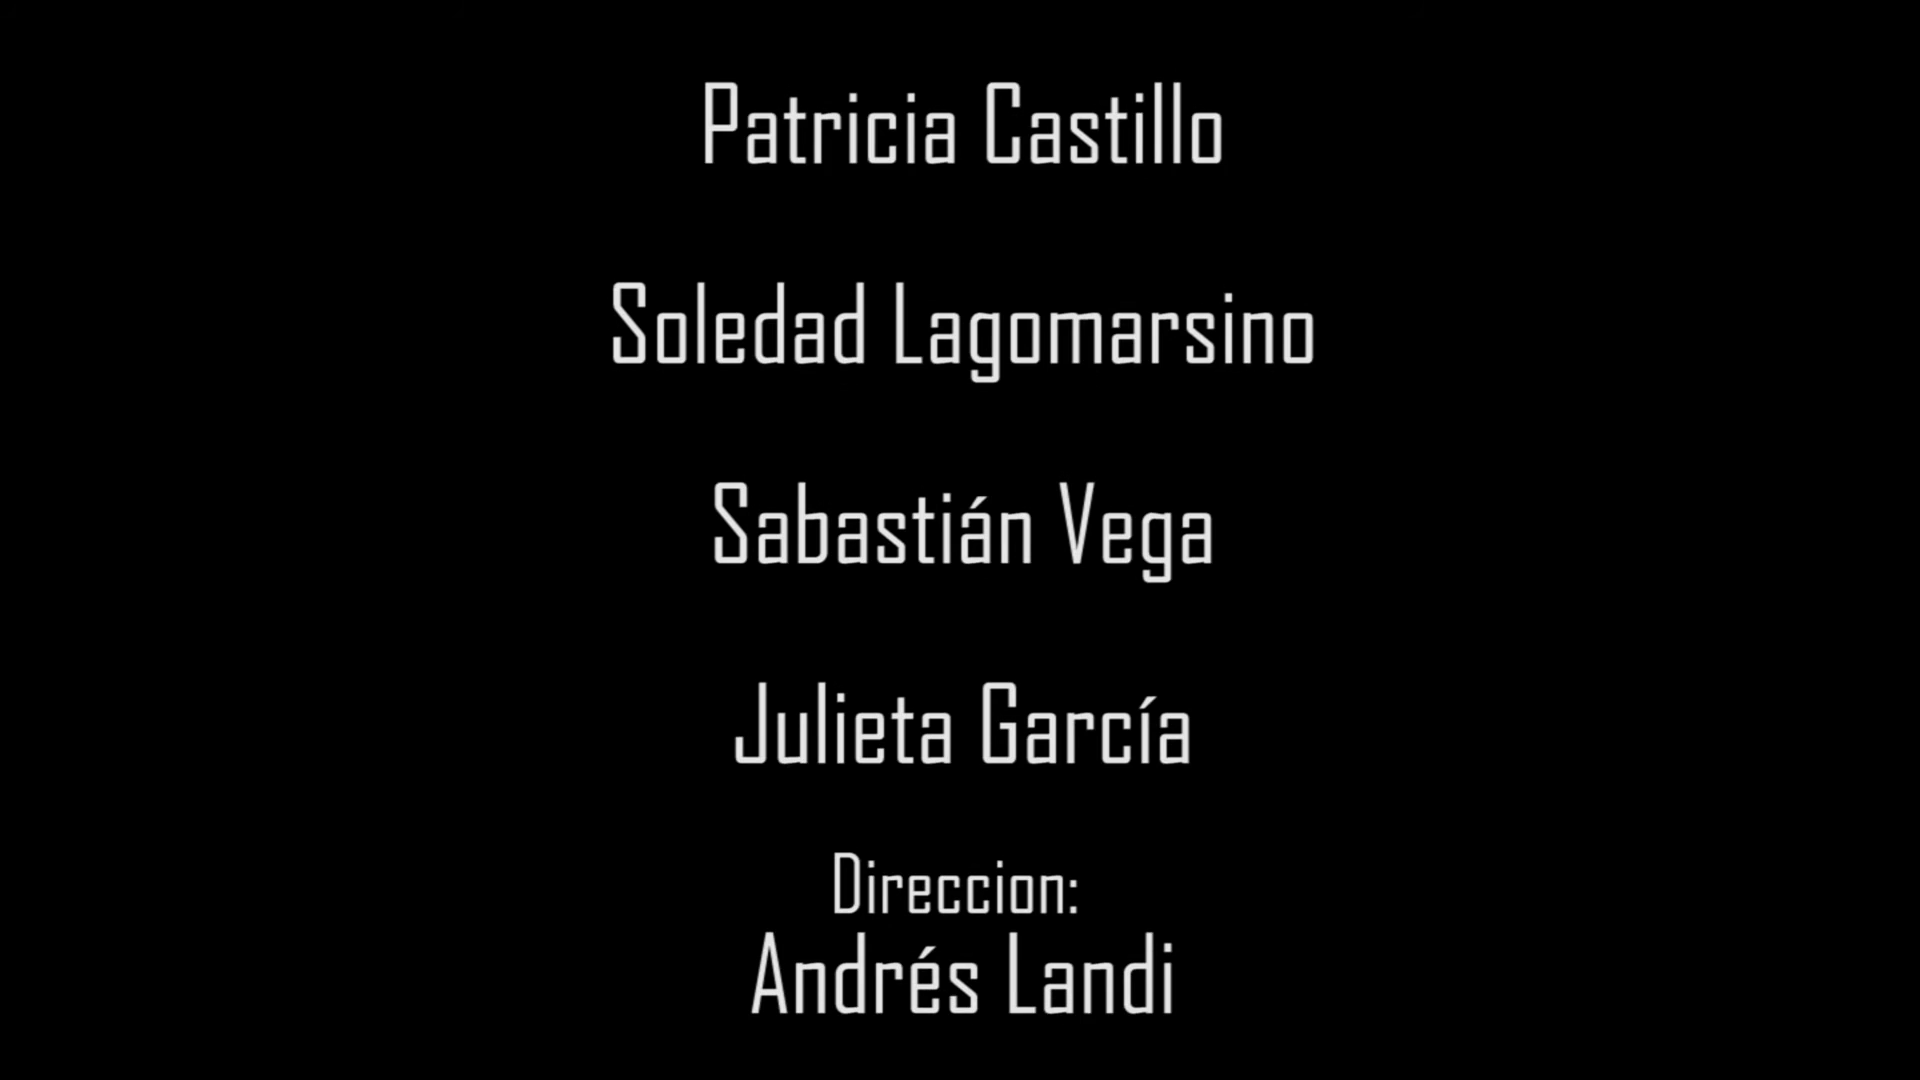 Patricia Castillo
Soledad Lagomarsino
Sabastián Vega
Julieta García
Direccion:
Andrés Landi